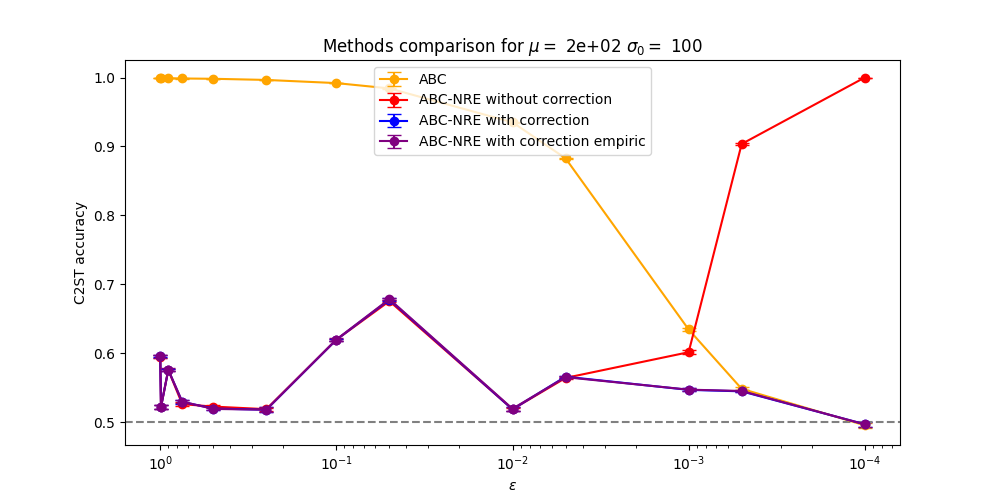 Methods comparison for μ = 2e+02 σ₀ = 100
ABC
ABC-NRE without correction
ABC-NRE with correction
ABC-NRE with correction empiric
C2ST accuracy
1.0
0.9
0.8
0.7
0.6
0.5
10⁰ 10⁻¹ 10⁻² 10⁻³ 10⁻⁴
ε